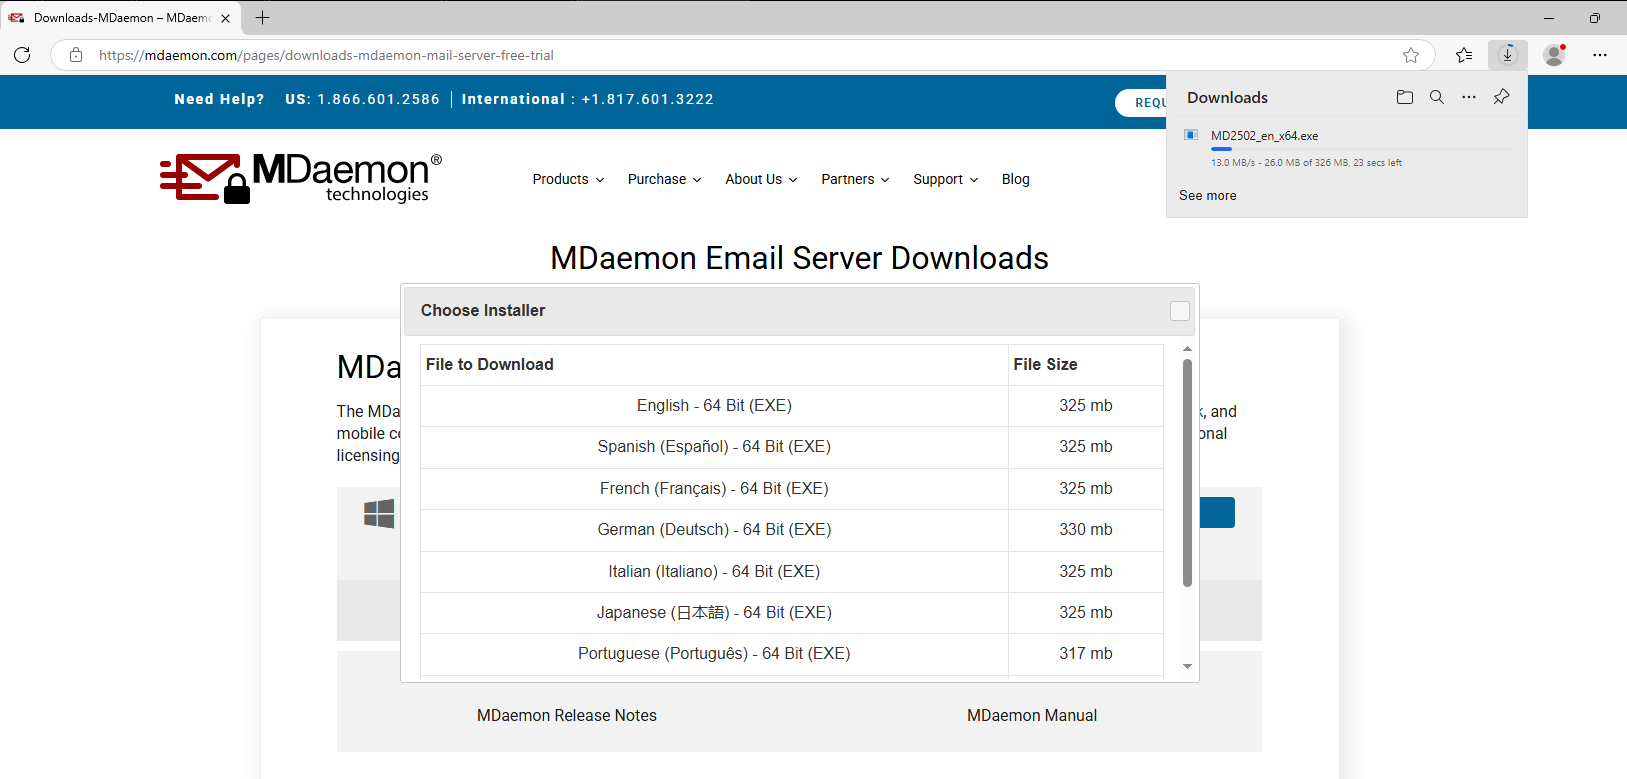 Downloads-MDaemon – MDaem
https://mdaemon.com/pages/downloads-mdaemon-mail-server-free-trial
Need Help? US: 1.866.601.2586 | International : +1.817.601.3222
REQU
Downloads
MD2502_en_x64.exe
13.0 MB/s - 26.0 MB of 326 MB, 23 secs left
See more
MDaemon®
technologies
Products Purchase About Us Partners Support Blog
MDaemon Email Server Downloads
Choose Installer
File to Download File Size
English - 64 Bit (EXE) 325 mb
Spanish (Español) - 64 Bit (EXE) 325 mb
French (Français) - 64 Bit (EXE) 325 mb
German (Deutsch) - 64 Bit (EXE) 330 mb
Italian (Italiano) - 64 Bit (EXE) 325 mb
Japanese (日本語) - 64 Bit (EXE) 325 mb
Portuguese (Português) - 64 Bit (EXE) 317 mb
MDa
The MDa , and
mobile co onal
licensing
MDaemon Release Notes MDaemon Manual